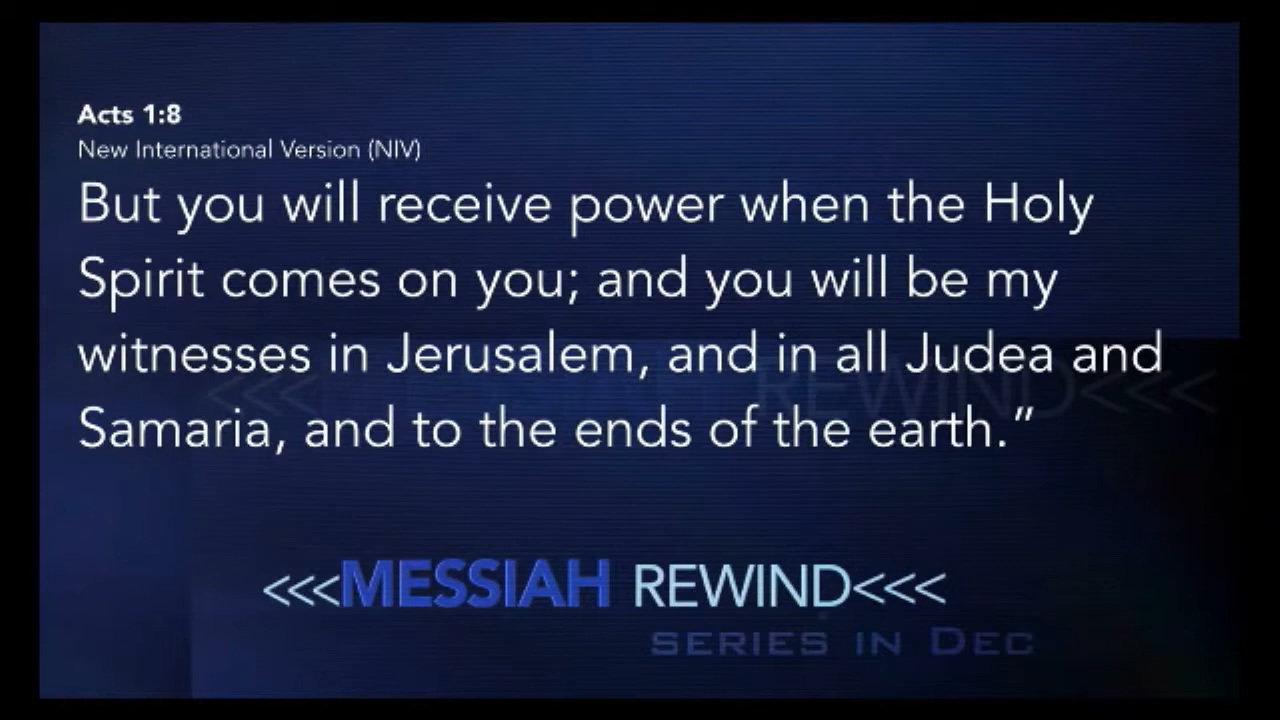 Acts 1:8
New International Version (NIV)
But you will receive power when the Holy
Spirit comes on you; and you will be my
witnesses in Jerusalem, and in all Judea and
Samaria, and to the ends of the earth.”
<<<MESSIAH REWIND<<<
SERIES IN DEC